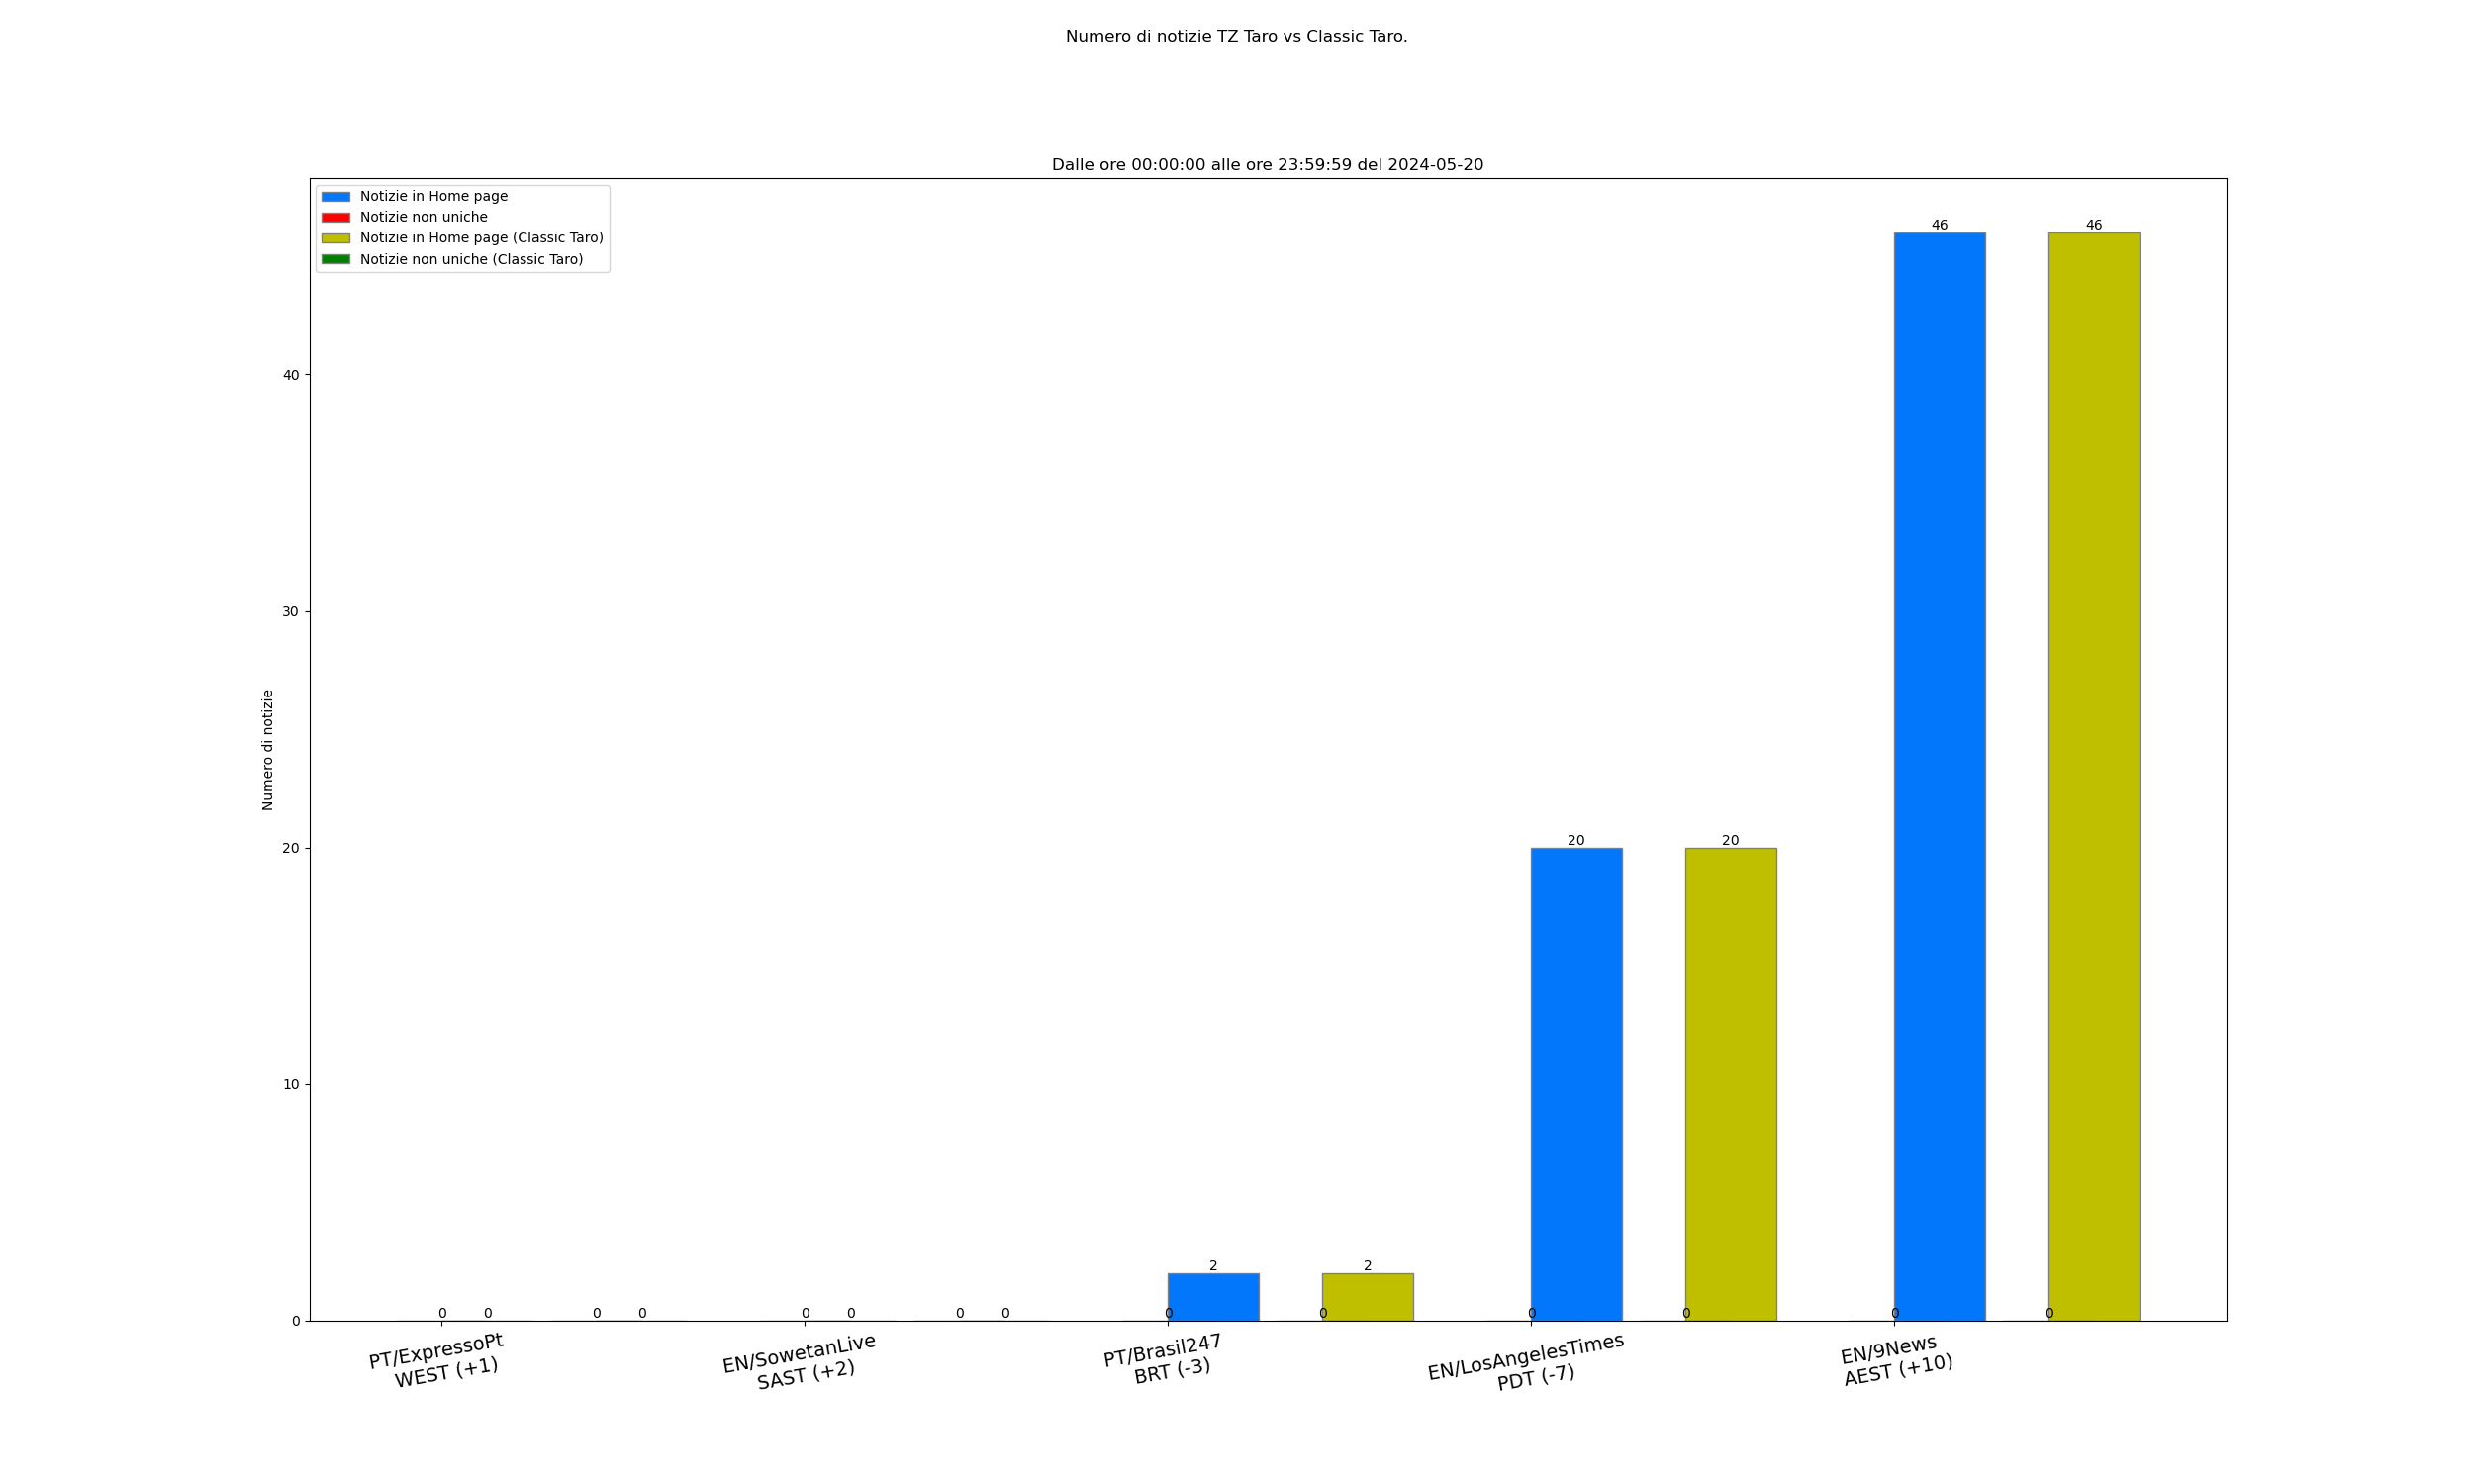 Numero di notizie TZ Taro vs Classic Taro.
Dalle ore 00:00:00 alle ore 23:59:59 del 2024-05-20
Notizie in Home page
Notizie non uniche
Notizie in Home page (Classic Taro)
Notizie non uniche (Classic Taro)
Numero di notizie
40
30
20
10
0
46 46
20 20
2 2
0 0 0 0 0 0 0 0 0 0 0 0 0 0
PT/ExpressoPt
WEST (+1)
EN/SowetanLive
SAST (+2)
PT/Brasil247
BRT (-3)
EN/LosAngelesTimes
PDT (-7)
EN/9News
AEST (+10)